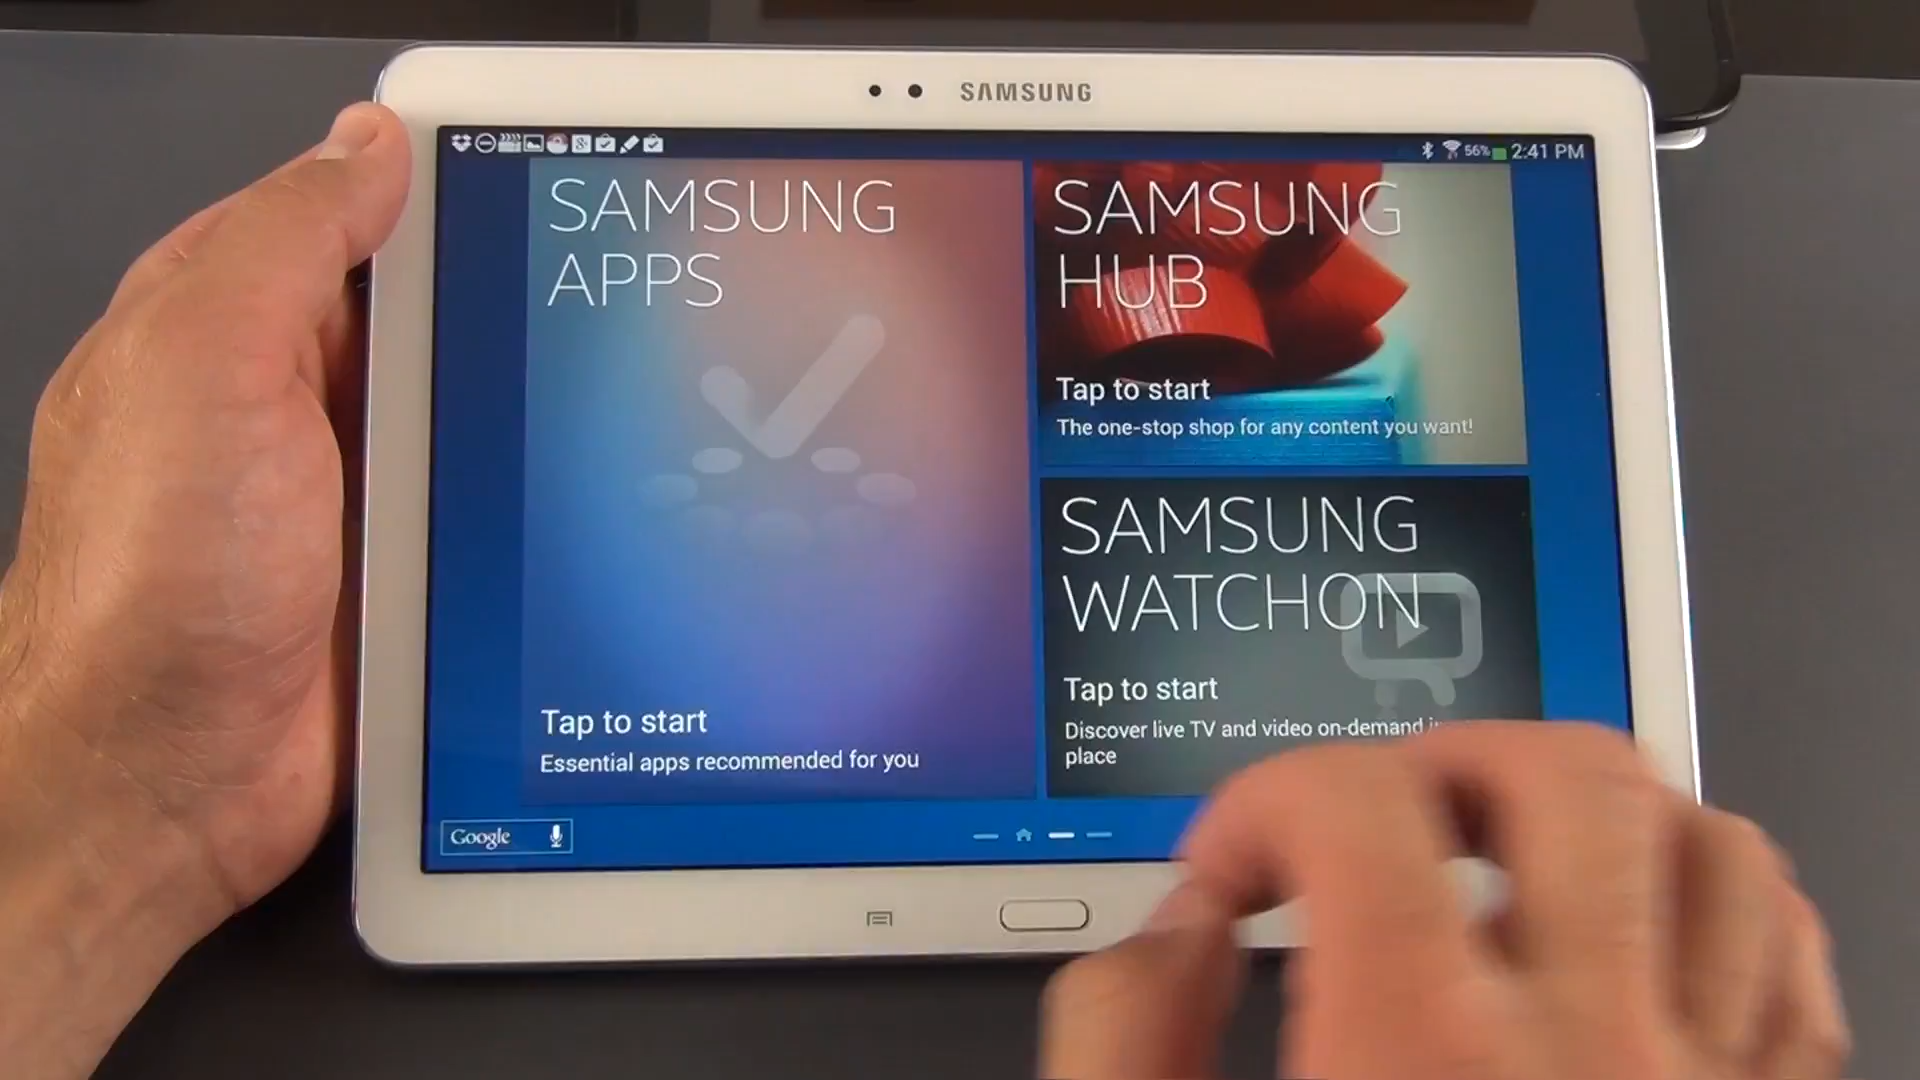 SAMSUNG
56% 2:41 PM
SAMSUNG
APPS
Tap to start
Essential apps recommended for you
SAMSUNG
HUB
Tap to start
The one-stop shop for any content you want!
SAMSUNG
WATCHON
Tap to start
Discover live TV and video on-demand
place
Google